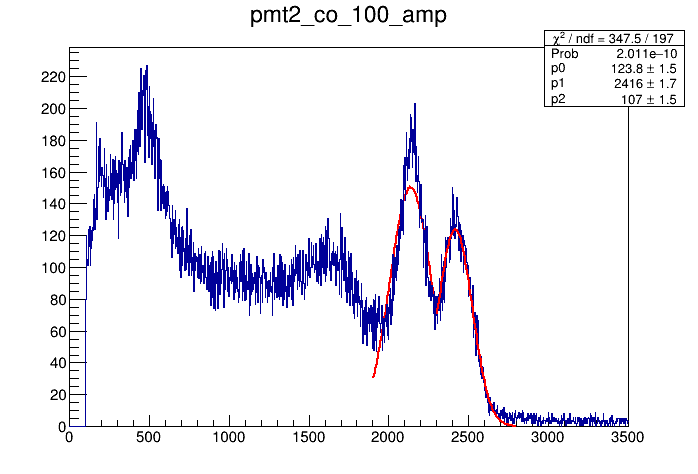 pmt2_co_100_amp
χ² / ndf = 347.5 / 197
Prob 2.011e−10
p0 123.8 ± 1.5
p1 2416 ± 1.7
p2 107 ± 1.5
220
200
180
160
140
120
100
80
60
40
20
0
0 500 1000 1500 2000 2500 3000 3500